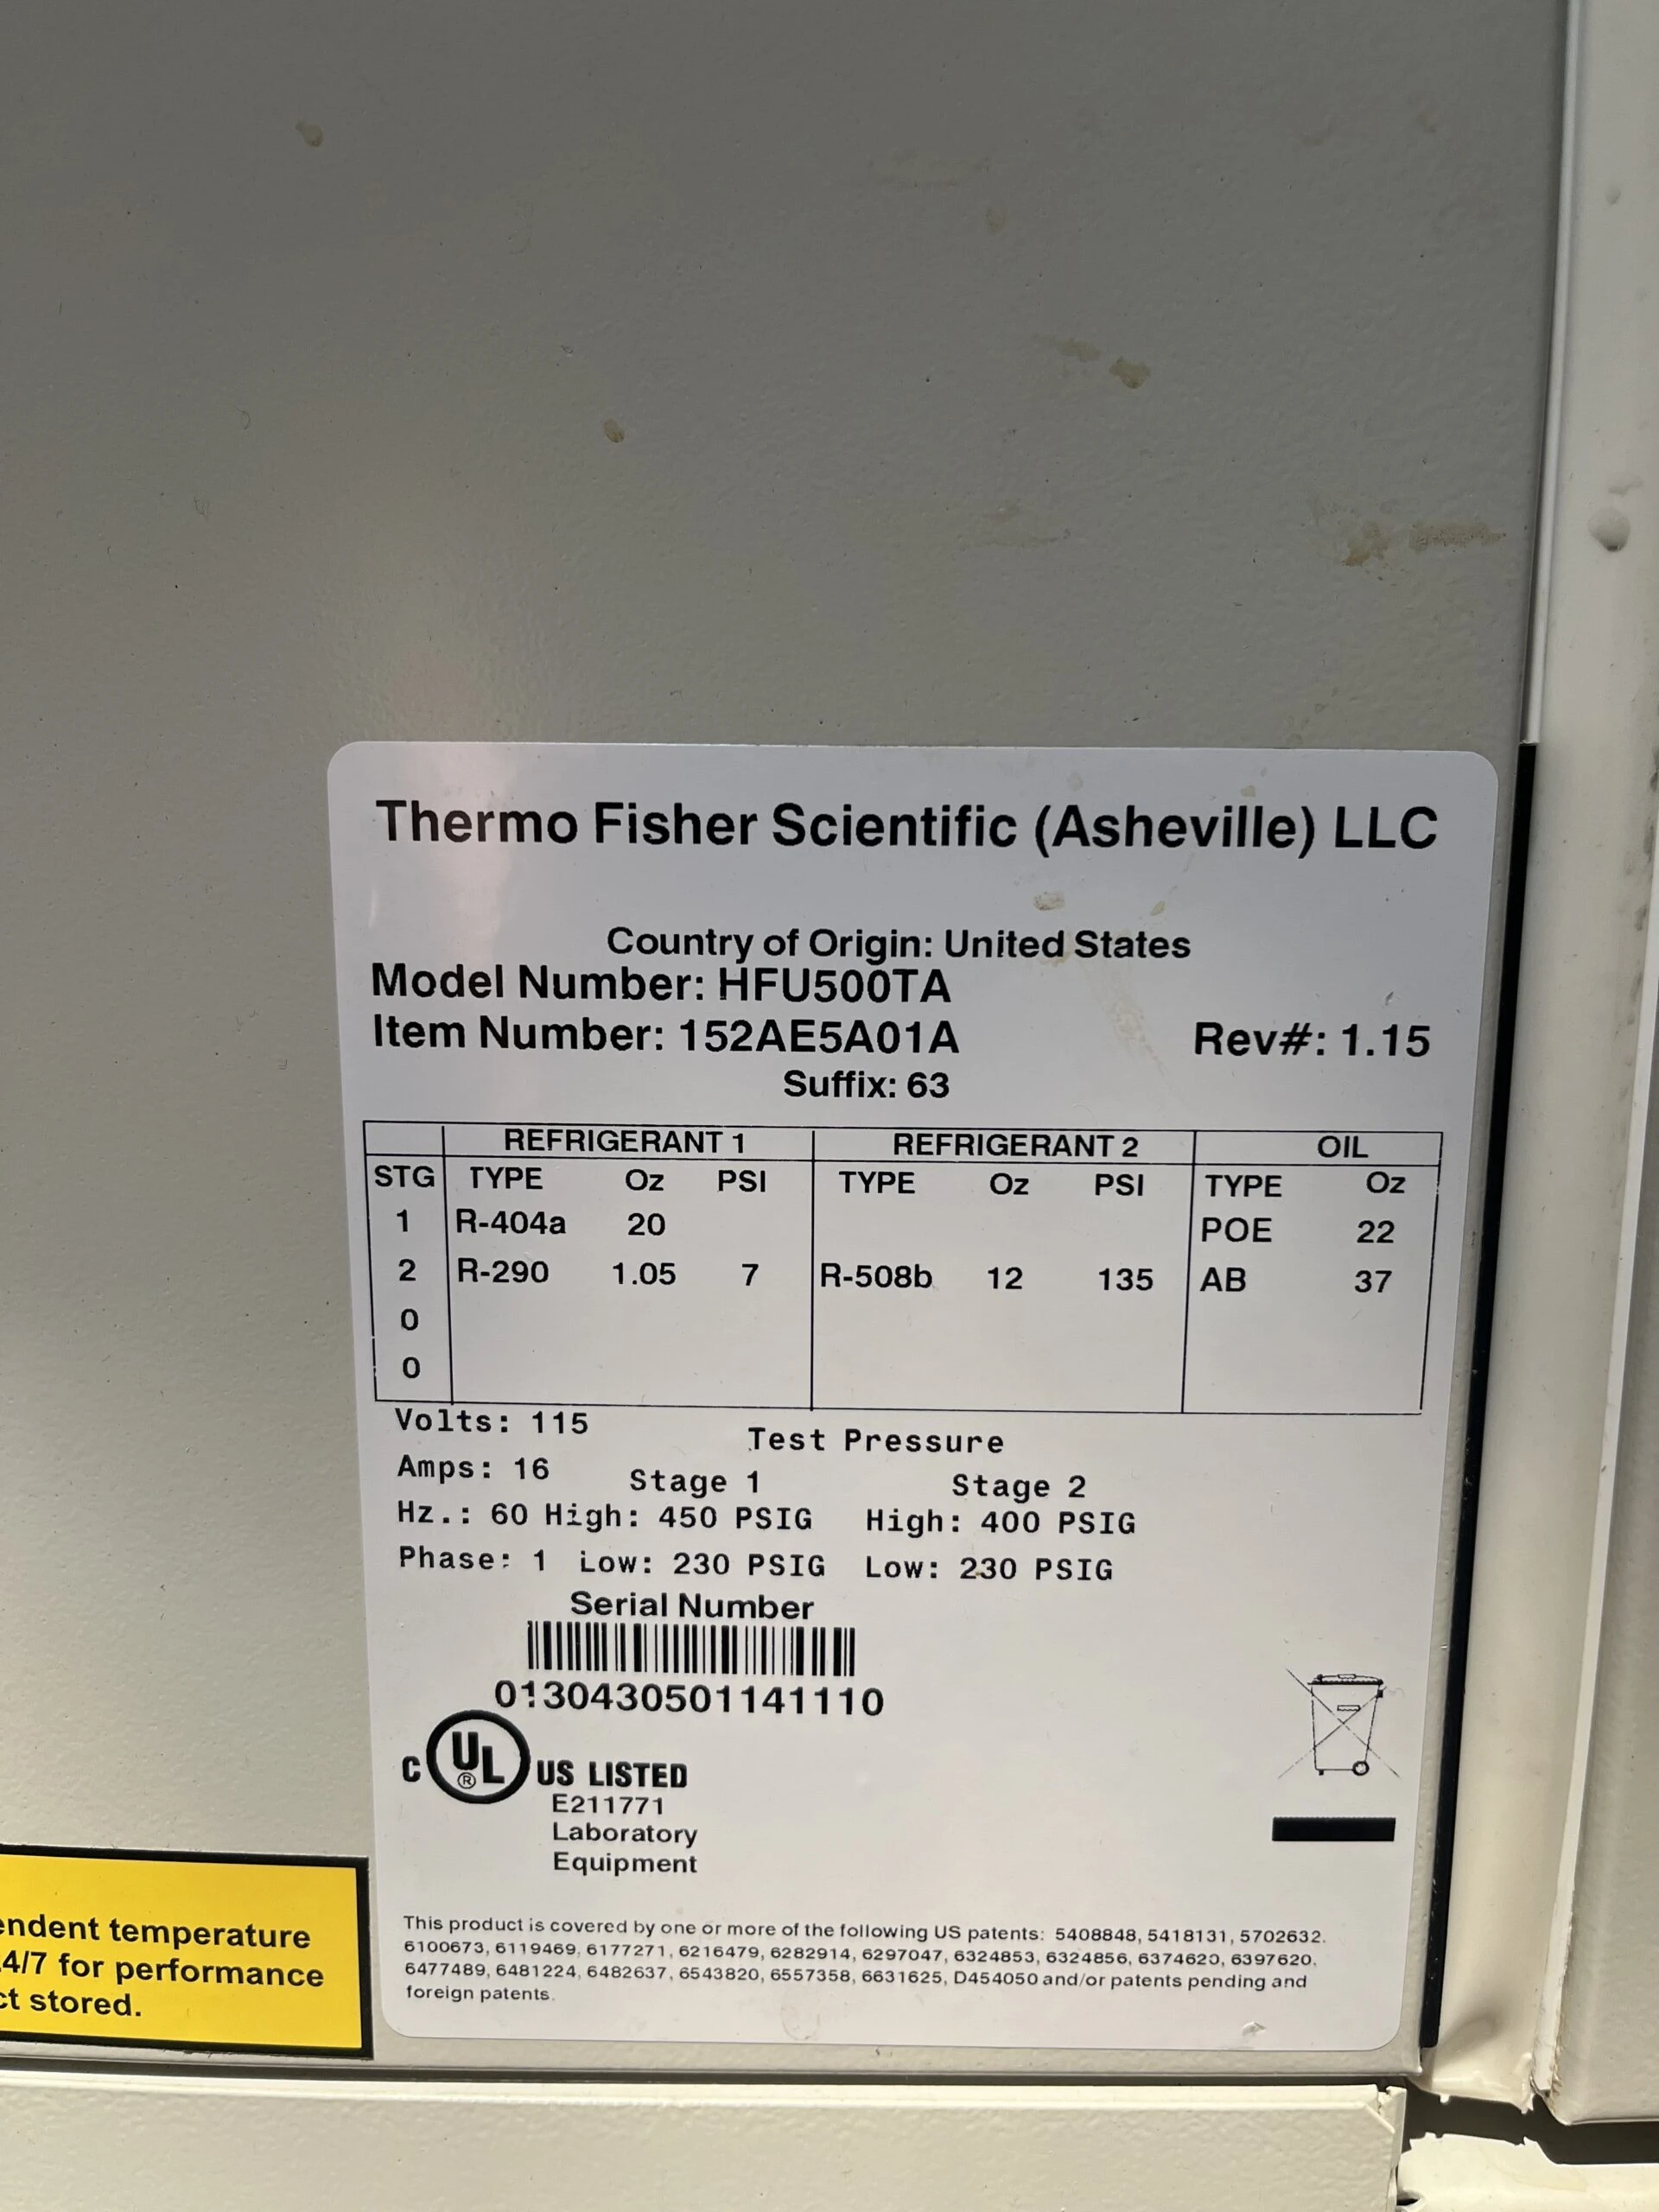 Thermo Fisher Scientific (Asheville) LLC
Country of Origin: United States
Model Number: HFU500TA
Item Number: 152AE5A01A Rev#: 1.15
Suffix: 63
REFRIGERANT 1 REFRIGERANT 2 OIL
STG TYPE Oz PSI TYPE Oz PSI TYPE Oz
1 R-404a 20 POE 22
2 R-290 1.05 7 R-508b 12 135 AB 37
0
0
Volts: 115 Test Pressure
Amps: 16 Stage 1 Stage 2
Hz.: 60 High: 450 PSIG High: 400 PSIG
Phase: 1 Low: 230 PSIG Low: 230 PSIG
Serial Number
0130430501141110
C UL ® US LISTED
E211771
Laboratory
Equipment
This product is covered by one or more of the following US patents: 5408848, 5418131, 5702632.
6100673, 6119469, 6177271, 6216479, 6282914, 6297047, 6324853, 6324856, 6374620, 6397620,
6477489, 6481224, 6482637, 6543820, 6557358, 6631625, D454050 and/or patents pending and
foreign patents.
endent temperature
4/7 for performance
ct stored.